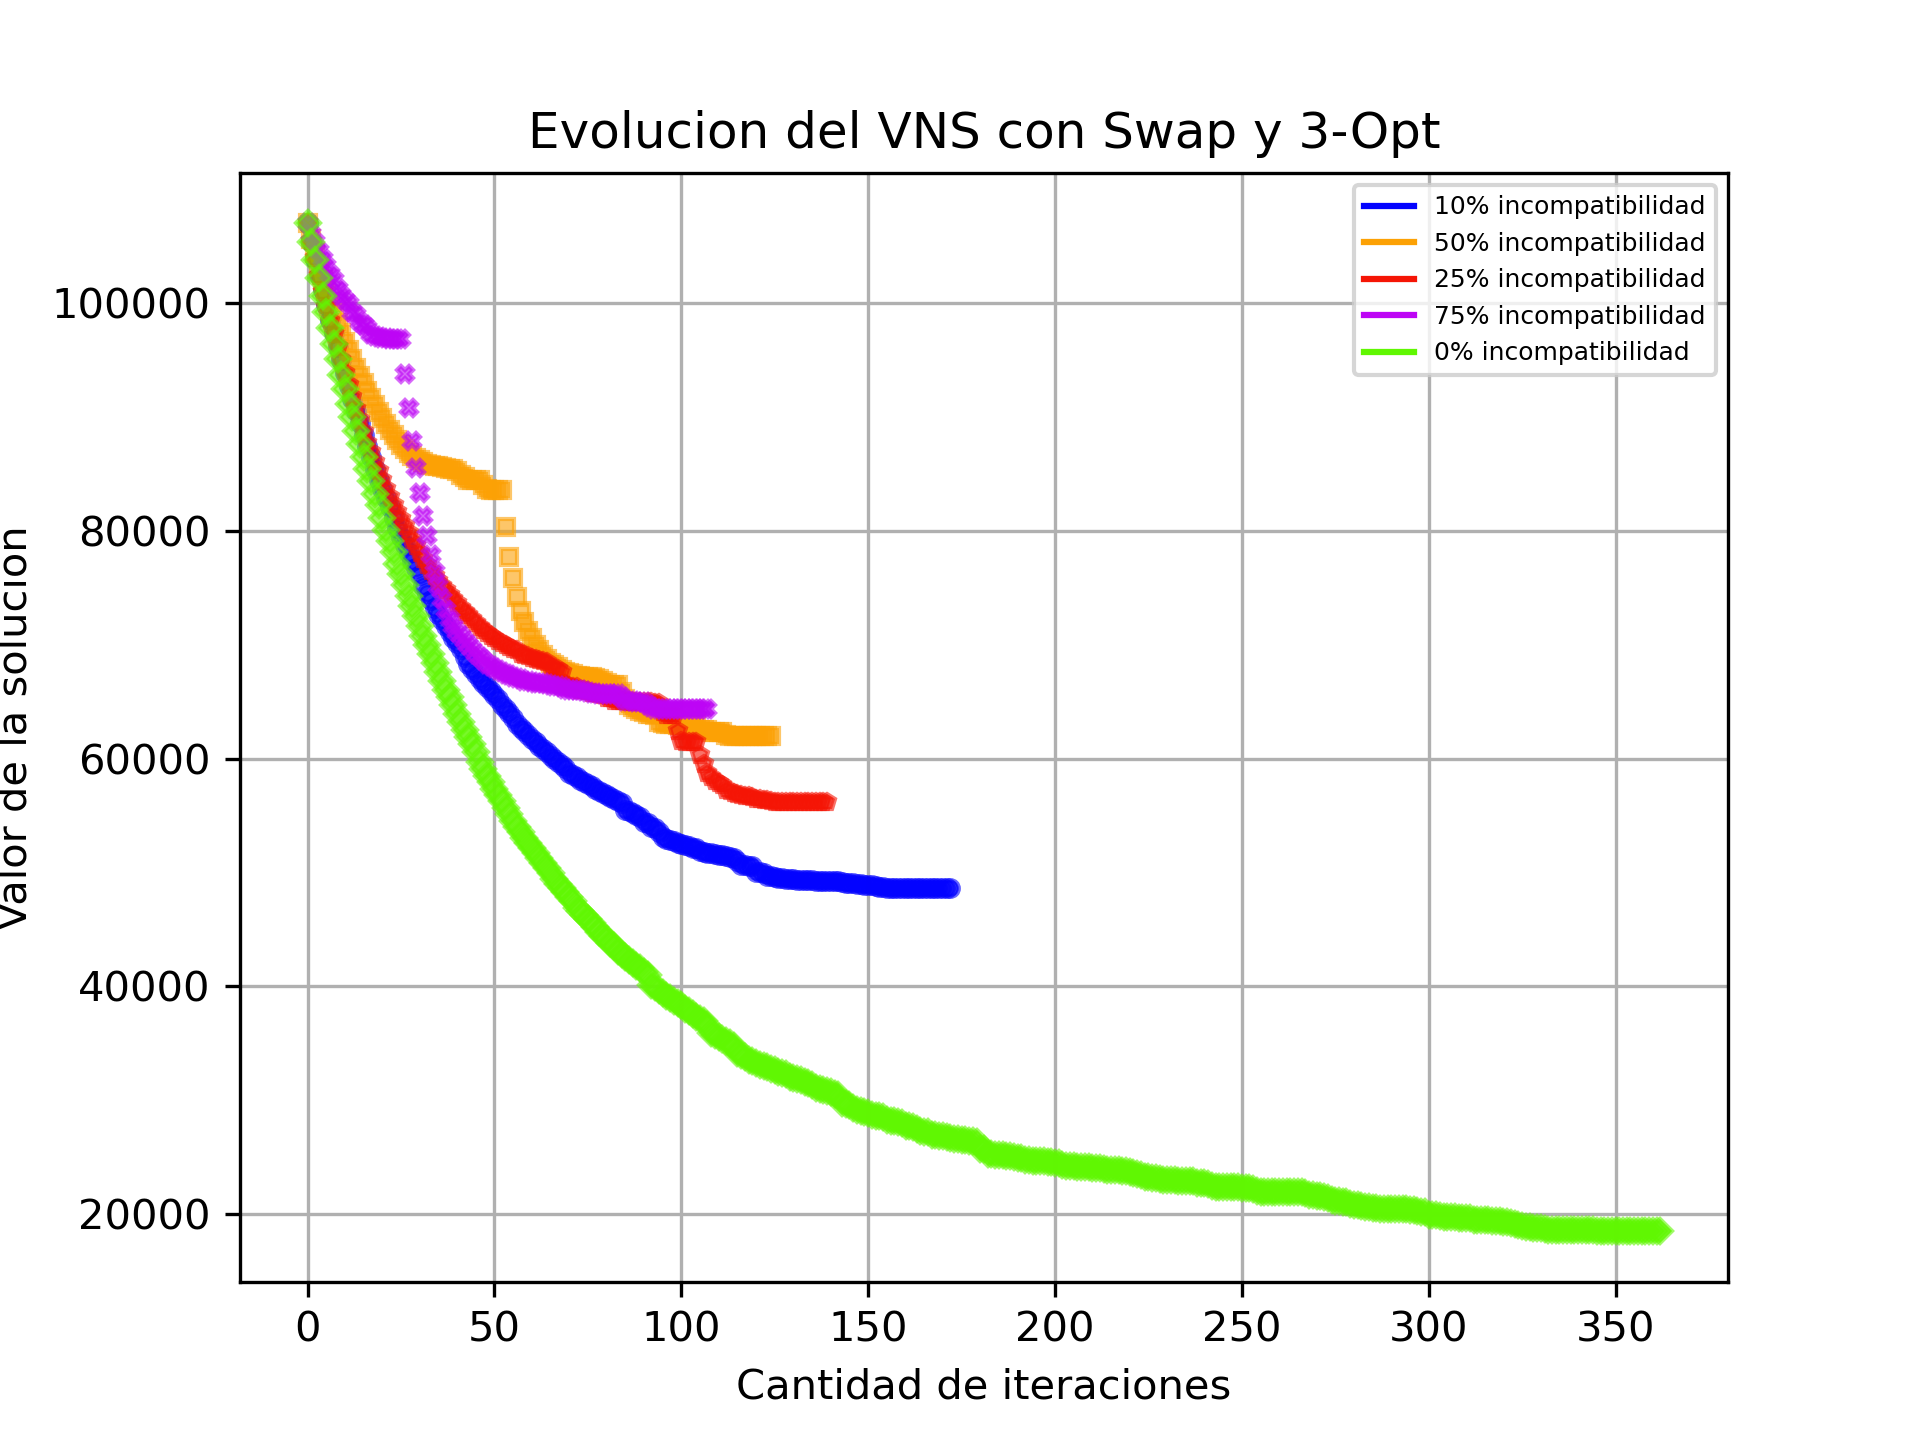 Evolucion del VNS con Swap y 3-Opt
10% incompatibilidad
50% incompatibilidad
25% incompatibilidad
75% incompatibilidad
0% incompatibilidad
100000
80000
60000
40000
20000
Valor de la solucion
0 50 100 150 200 250 300 350
Cantidad de iteraciones